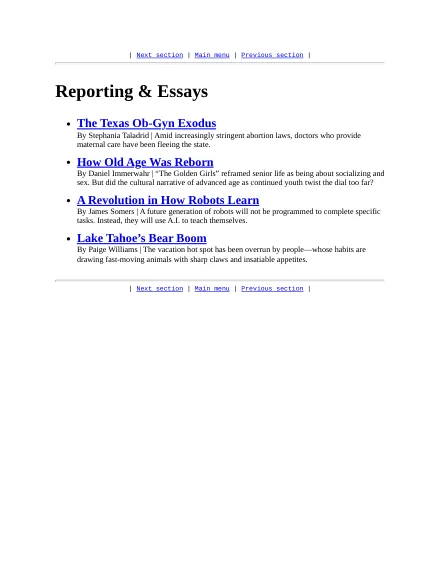 | Next section | Main menu | Previous section |
Reporting & Essays
• The Texas Ob-Gyn Exodus
By Stephania Taladrid | Amid increasingly stringent abortion laws, doctors who provide
maternal care have been fleeing the state.
• How Old Age Was Reborn
By Daniel Immerwahr | “The Golden Girls” reframed senior life as being about socializing and
sex. But did the cultural narrative of advanced age as continued youth twist the dial too far?
• A Revolution in How Robots Learn
By James Somers | A future generation of robots will not be programmed to complete specific
tasks. Instead, they will use A.I. to teach themselves.
• Lake Tahoe’s Bear Boom
By Paige Williams | The vacation hot spot has been overrun by people—whose habits are
drawing fast-moving animals with sharp claws and insatiable appetites.
| Next section | Main menu | Previous section |